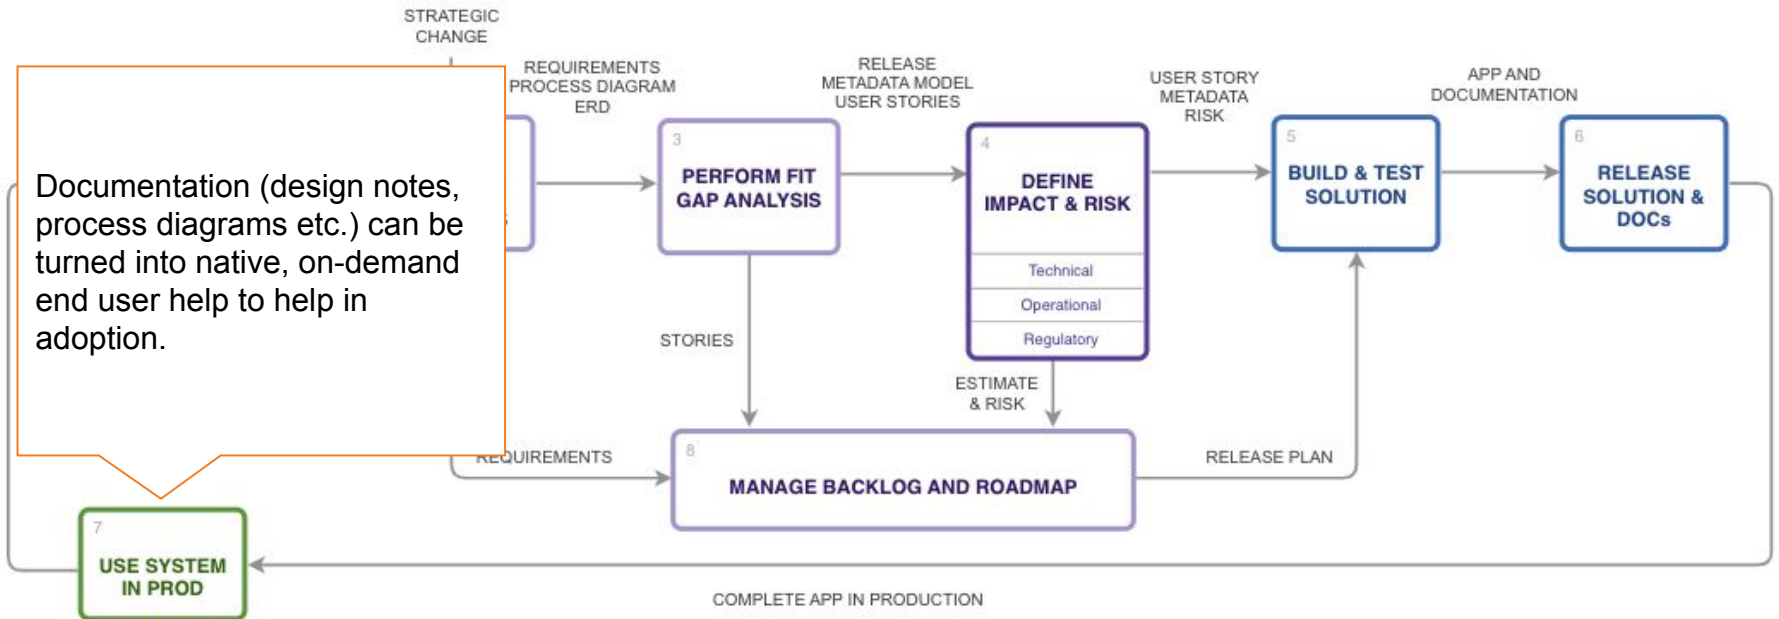 STRATEGIC
CHANGE
REQUIREMENTS
PROCESS DIAGRAM
ERD
RELEASE
METADATA MODEL
USER STORIES
USER STORY
METADATA
RISK
APP AND
DOCUMENTATION
Documentation (design notes,
process diagrams etc.) can be
turned into native, on-demand
end user help to help in
adoption.
3
PERFORM FIT
GAP ANALYSIS
4
DEFINE
IMPACT & RISK
Technical
Operational
Regulatory
5
BUILD & TEST
SOLUTION
6
RELEASE
SOLUTION &
DOCs
STORIES
ESTIMATE
& RISK
REQUIREMENTS
8
MANAGE BACKLOG AND ROADMAP
RELEASE PLAN
7
USE SYSTEM
IN PROD
COMPLETE APP IN PRODUCTION